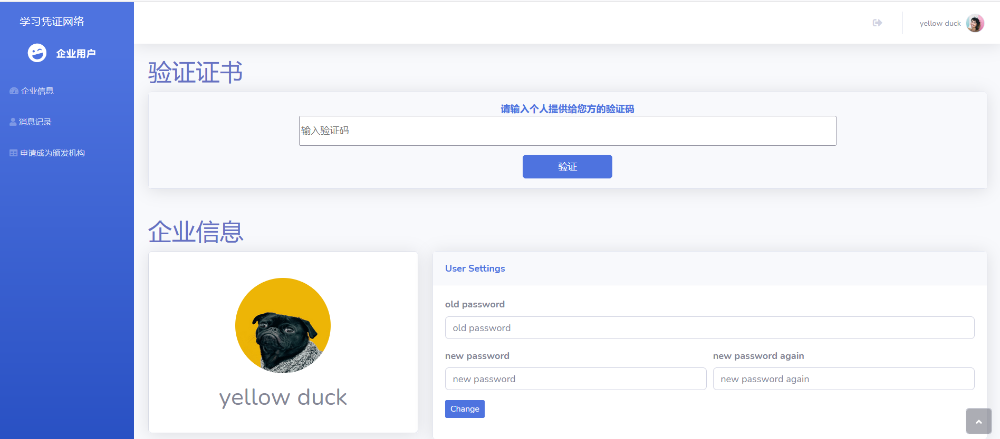 学习凭证网络
企业用户
企业信息
消息记录
申请成为颁发机构
yellow duck
验证证书
请输入个人提供给您方的验证码
输入验证码
验证
企业信息
yellow duck
User Settings
old password
old password
new password
new password again
new password
new password again
Change